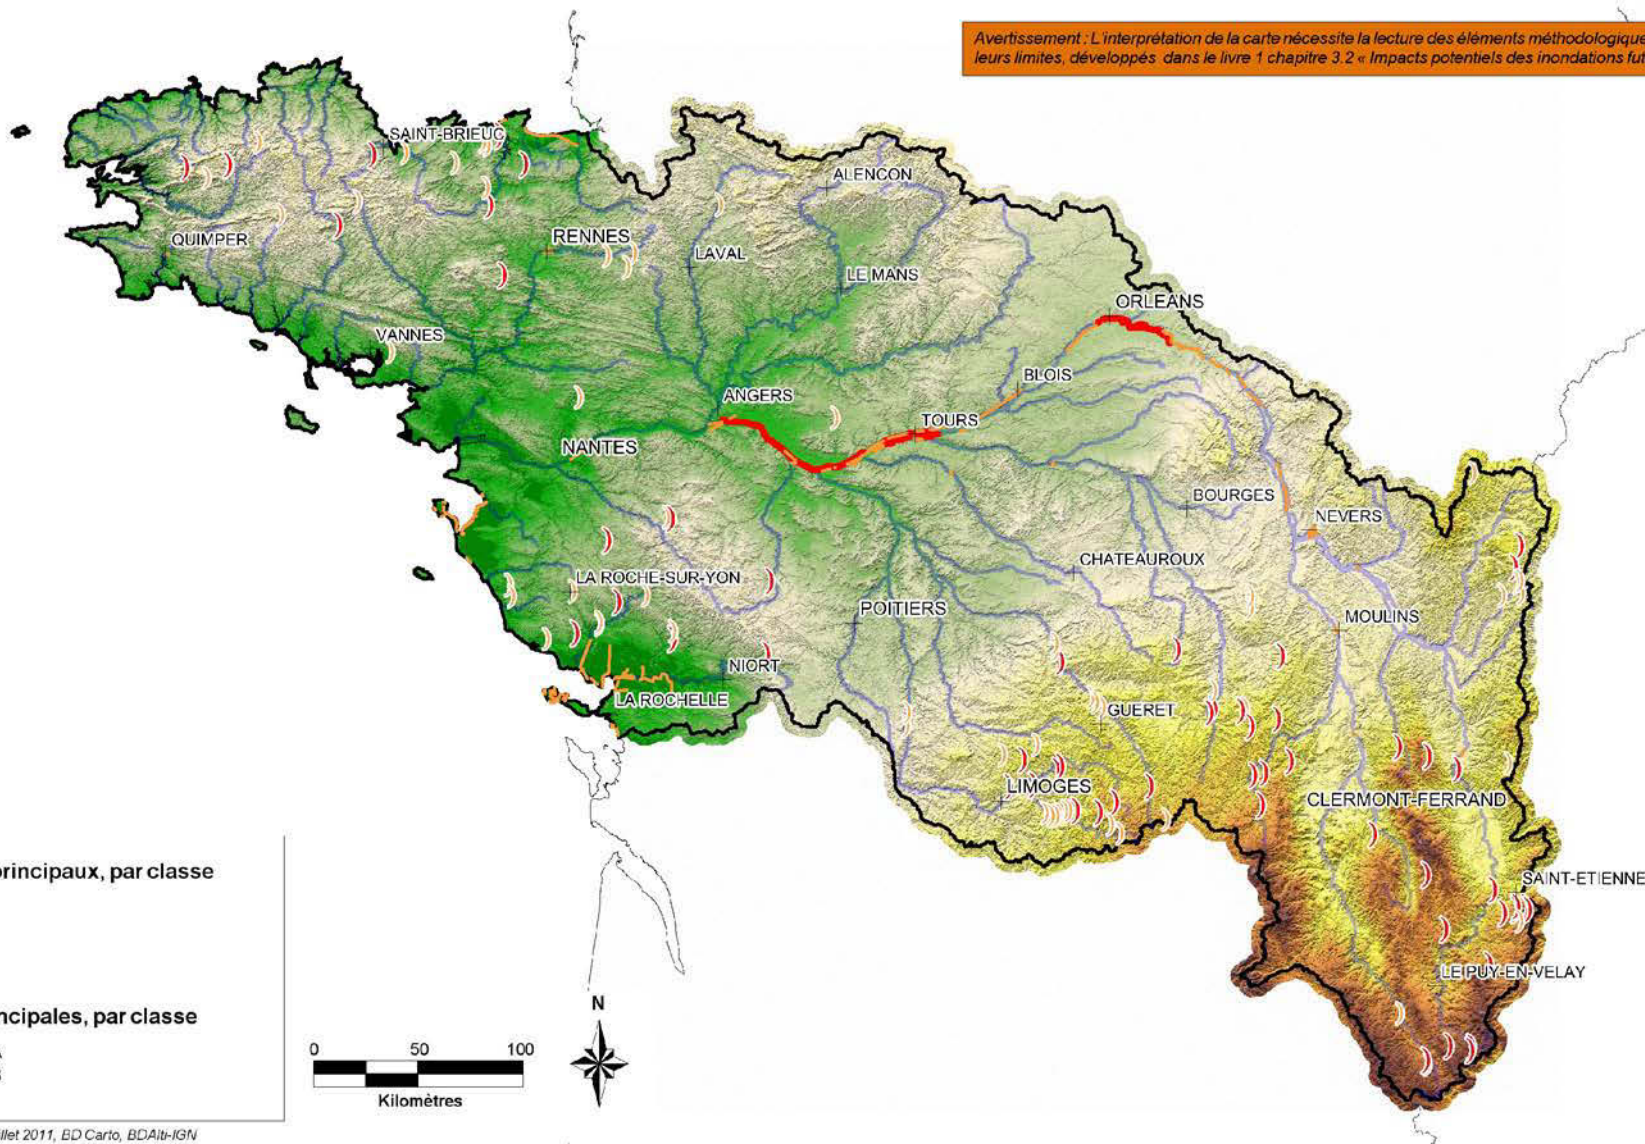 Avertissement : L'interprétation de la carte nécessite la lecture des éléments méthodologique
leurs limites, développés dans le livre 1 chapitre 3.2 « Impacts potentiels des inondations fut
SAINT-BRIEUC
ALENCON
QUIMPER
RENNES
LAVAL
LE MANS
ORLEANS
VANNES
BLOIS
ANGERS
TOURS
NANTES
BOURGES
NEVERS
CHATEAUROUX
LA ROCHE-SUR-YON
POITIERS
MOULINS
NIORT
LA ROCHELLE
GUERET
LIMOGES
CLERMONT-FERRAND
principaux, par classe
SAINT-ETIENNE
LE PUY-EN-VELAY
ncipales, par classe
N
0 50 100
Kilomètres
illet 2011, BD Carto, BDAlti-IGN